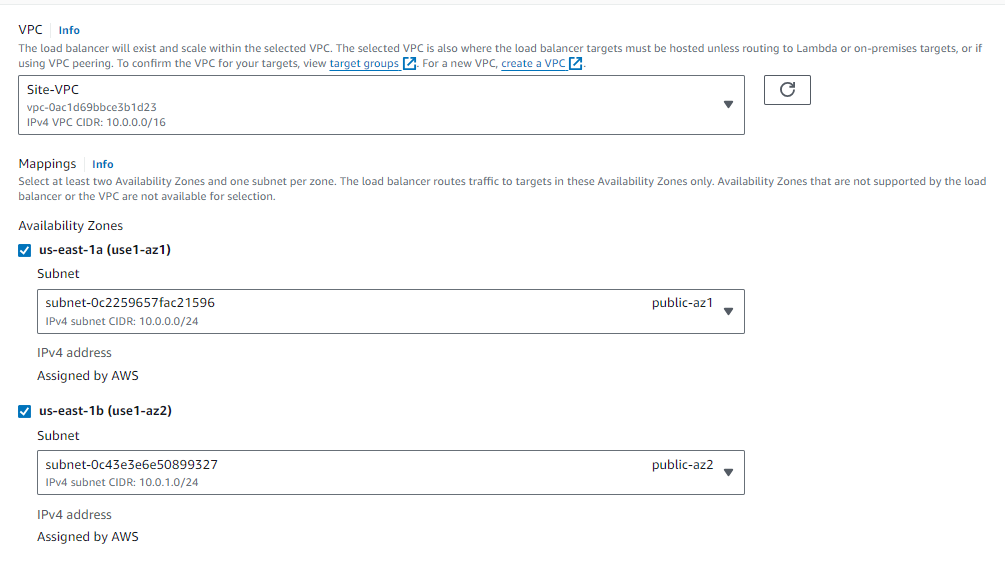 VPC Info
The load balancer will exist and scale within the selected VPC. The selected VPC is also where the load balancer targets must be hosted unless routing to Lambda or on-premises targets, or if
using VPC peering. To confirm the VPC for your targets, view target groups. For a new VPC, create a VPC.
Site-VPC
vpc-0ac1d69bbce3b1d23
IPv4 VPC CIDR: 10.0.0.0/16
Mappings Info
Select at least two Availability Zones and one subnet per zone. The load balancer routes traffic to targets in these Availability Zones only. Availability Zones that are not supported by the load
balancer or the VPC are not available for selection.
Availability Zones
us-east-1a (use1-az1)
Subnet
subnet-0c2259657fac21596 public-az1
IPv4 subnet CIDR: 10.0.0.0/24
IPv4 address
Assigned by AWS
us-east-1b (use1-az2)
Subnet
subnet-0c43e3e6e50899327 public-az2
IPv4 subnet CIDR: 10.0.1.0/24
IPv4 address
Assigned by AWS